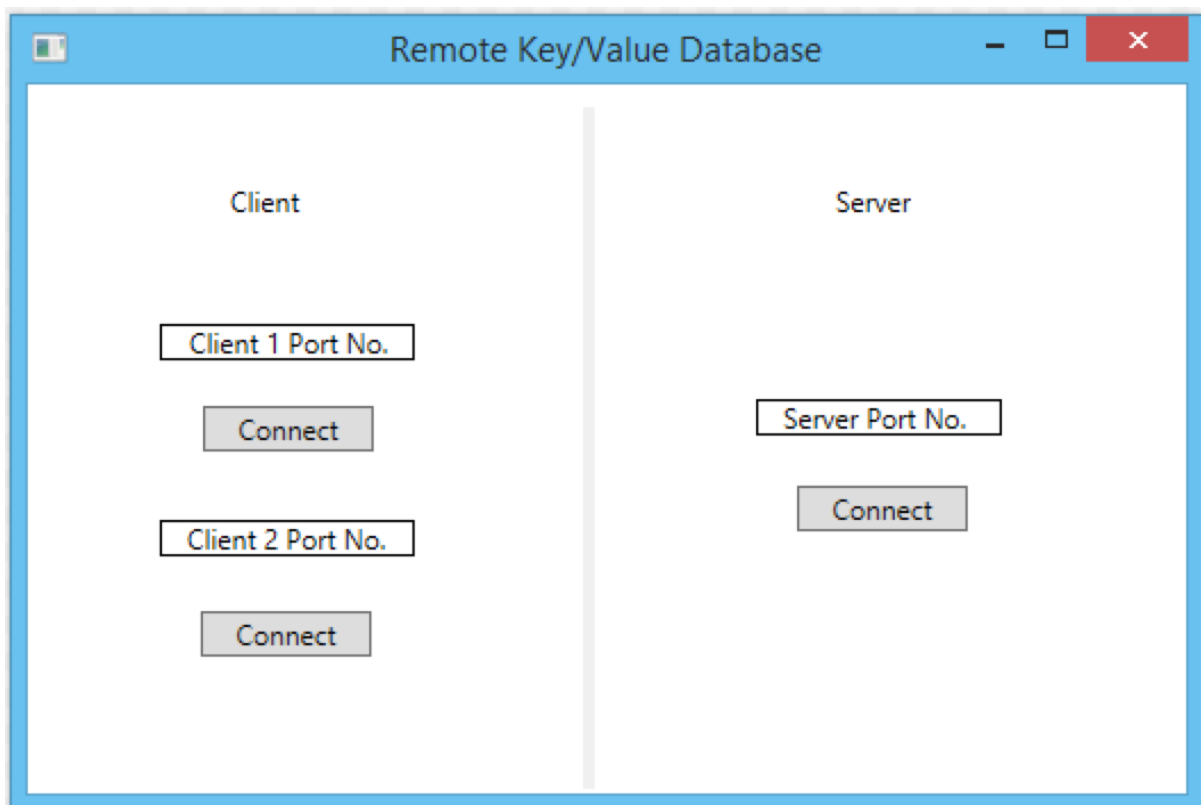 Remote Key/Value Database
Client
Client 1 Port No.
Connect
Client 2 Port No.
Connect
Server
Server Port No.
Connect